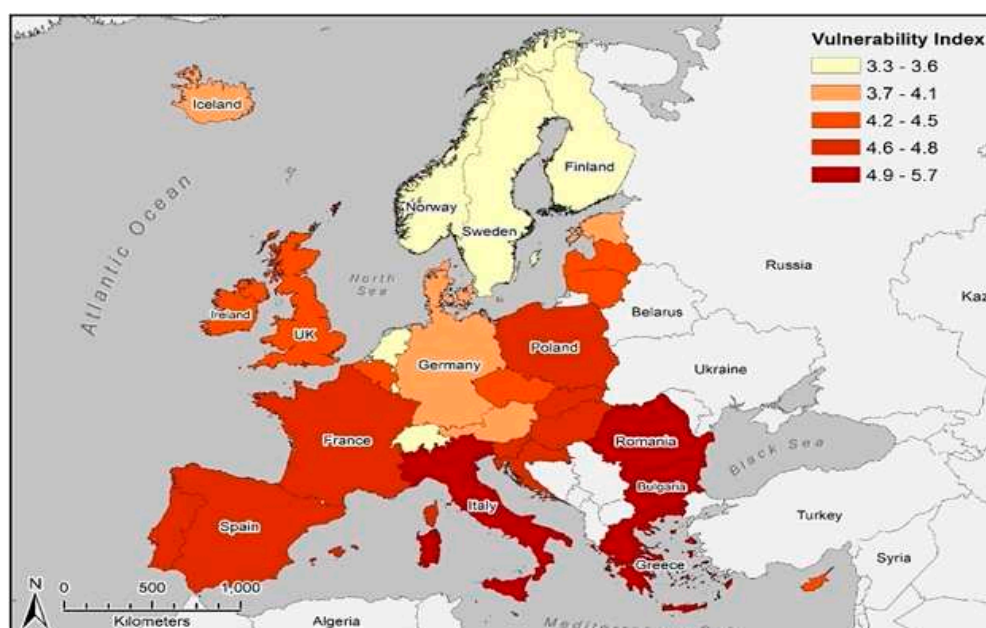 Vulnerability Index
3.3 - 3.6
3.7 - 4.1
4.2 - 4.5
4.6 - 4.8
4.9 - 5.7
Iceland
Atlantic Ocean
Finland
Norway
Sweden
North
Sea
Russia
Belarus
Ireland
UK
Germany
Poland
Ukraine
France
Romania
Black Sea
Bulgaria
Italy
Spain
Turkey
Greece
Syria
N
0 500 1,000
Kilometers
Algeria